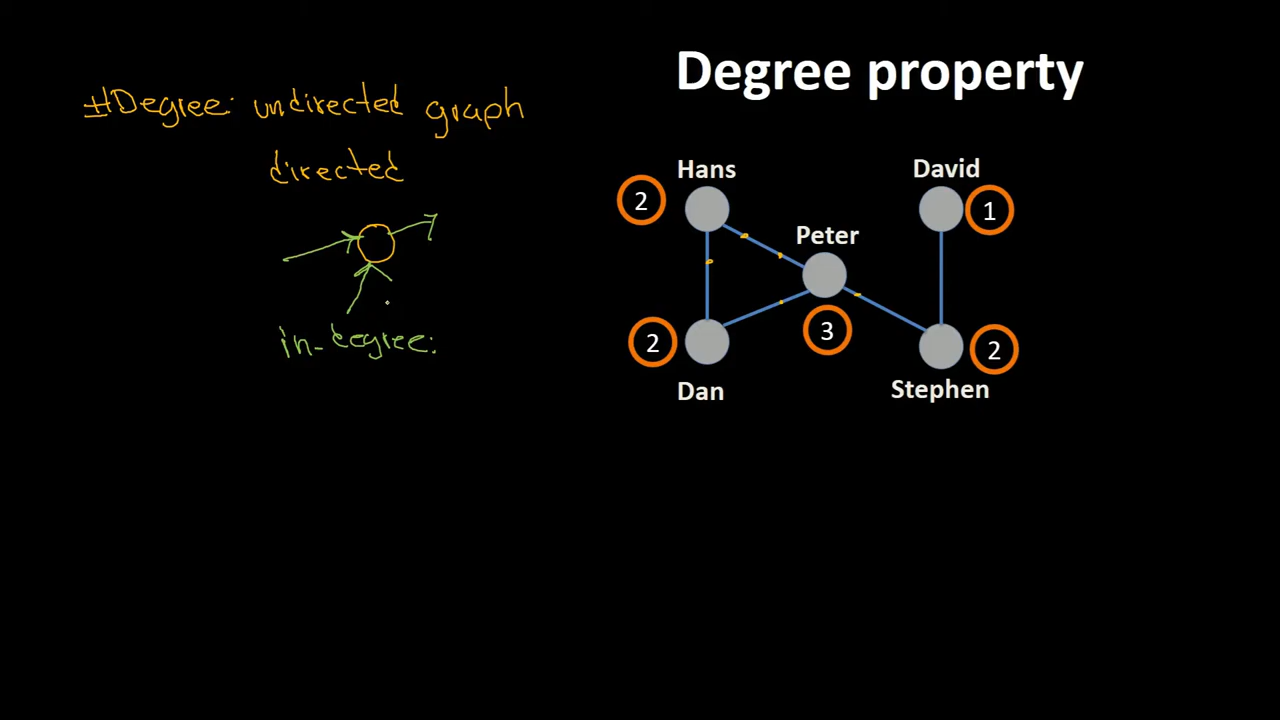 Degree property
#Degree: undirected graph
directed
in-degree:
Hans
David
2
1
Peter
2
3
2
Dan
Stephen